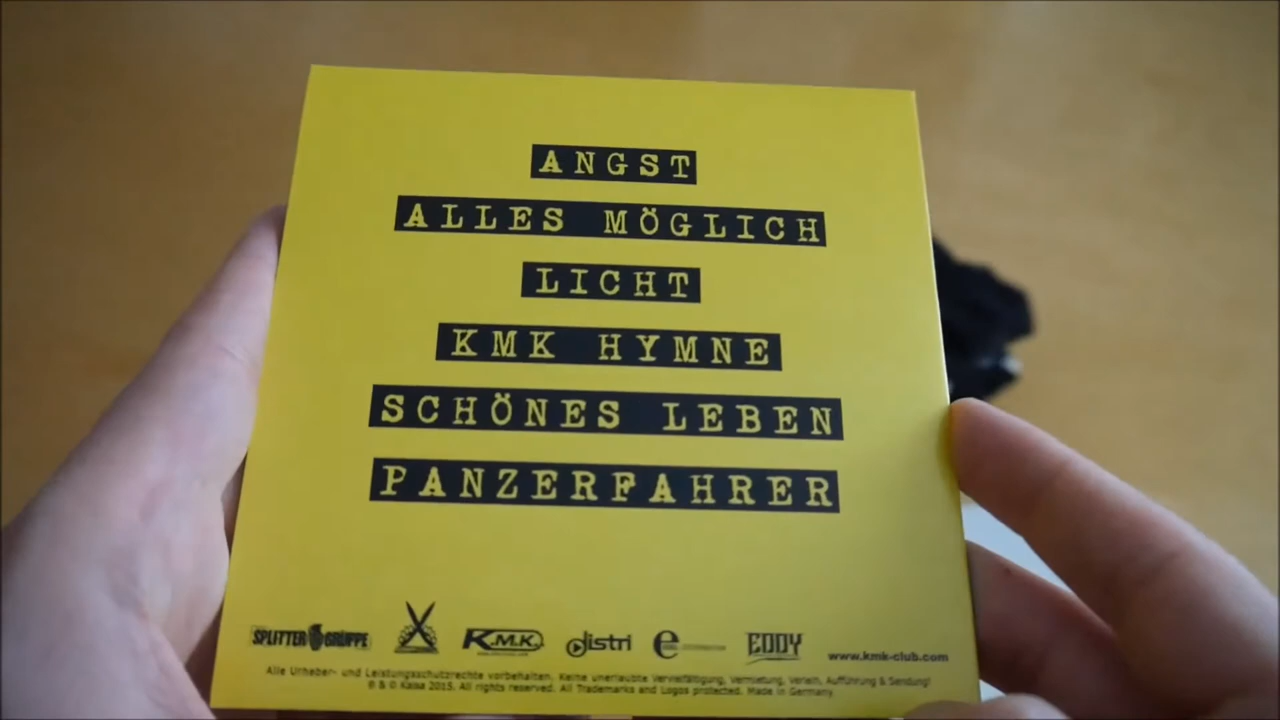 ANGST
ALLES MÖGLICH
LICHT
KMK HYMNE
SCHÖNES LEBEN
PANZERFAHRER
SPLITTER GRUPPE K.M.K. distri EDDY www.kmk-club.com
Alle Urheber- und Leistungsschutzrechte vorbehalten. Keine unerlaubte Vervielfältigung, Vermietung, Verleih, Aufführung & Sendung!
℗ & © Kaisa 2015. All rights reserved. All Trademarks and Logos protected. Made in Germany